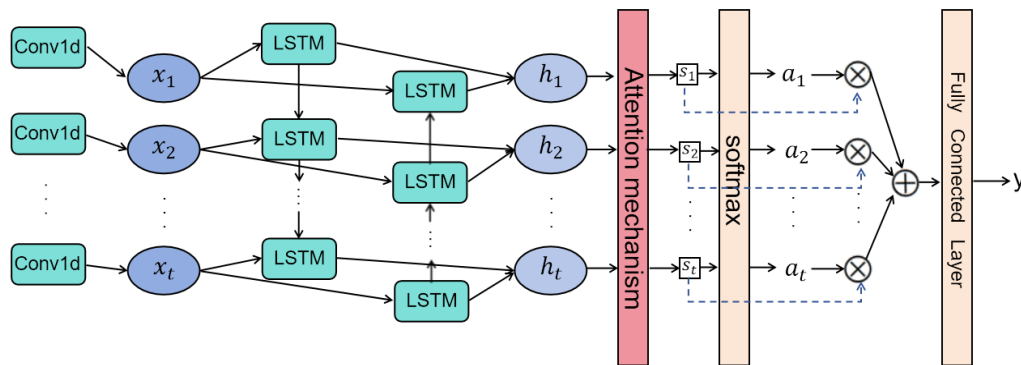 Conv1d
x₁
LSTM
LSTM
h₁
s₁
a₁
Conv1d
x₂
LSTM
LSTM
h₂
s₂
a₂
Conv1d
xₜ
LSTM
LSTM
hₜ
sₜ
aₜ
Attention mechanism
softmax
Fully Connected Layer
y